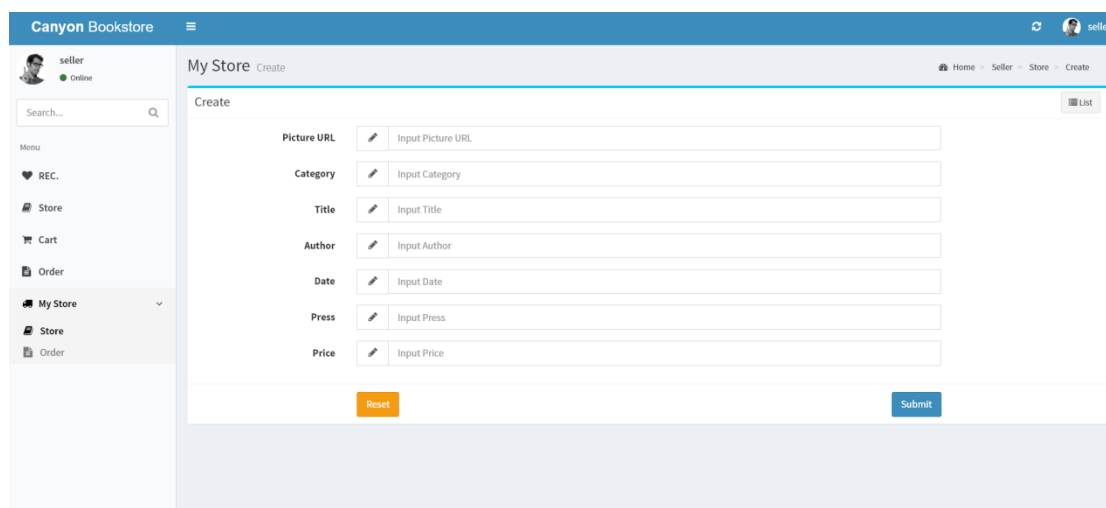 Canyon Bookstore
selle
seller
Online
Search...
Menu
REC.
Store
Cart
Order
My Store
Store
Order
My Store Create
Home > Seller > Store > Create
Create
List
Picture URL Input Picture URL
Category Input Category
Title Input Title
Author Input Author
Date Input Date
Press Input Press
Price Input Price
Reset
Submit